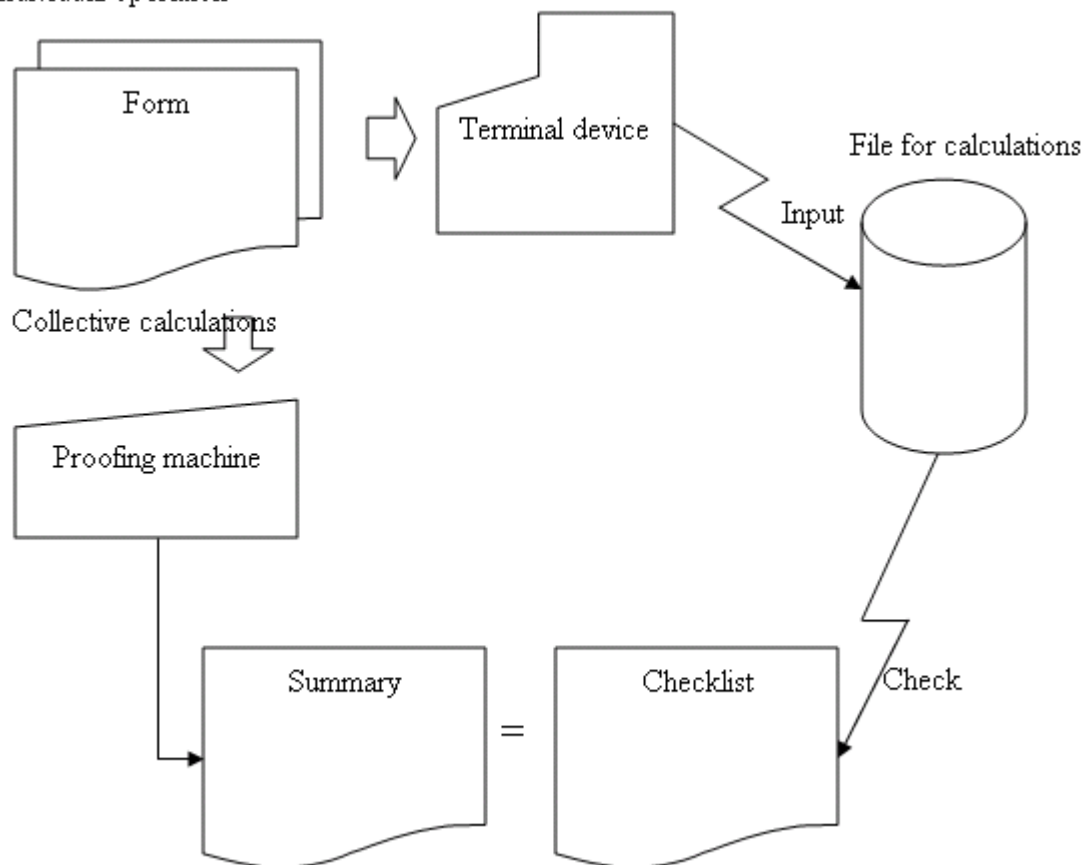 Form
Terminal device
File for calculations
Input
Collective calculations
Proofing machine
Summary
=
Checklist
Check